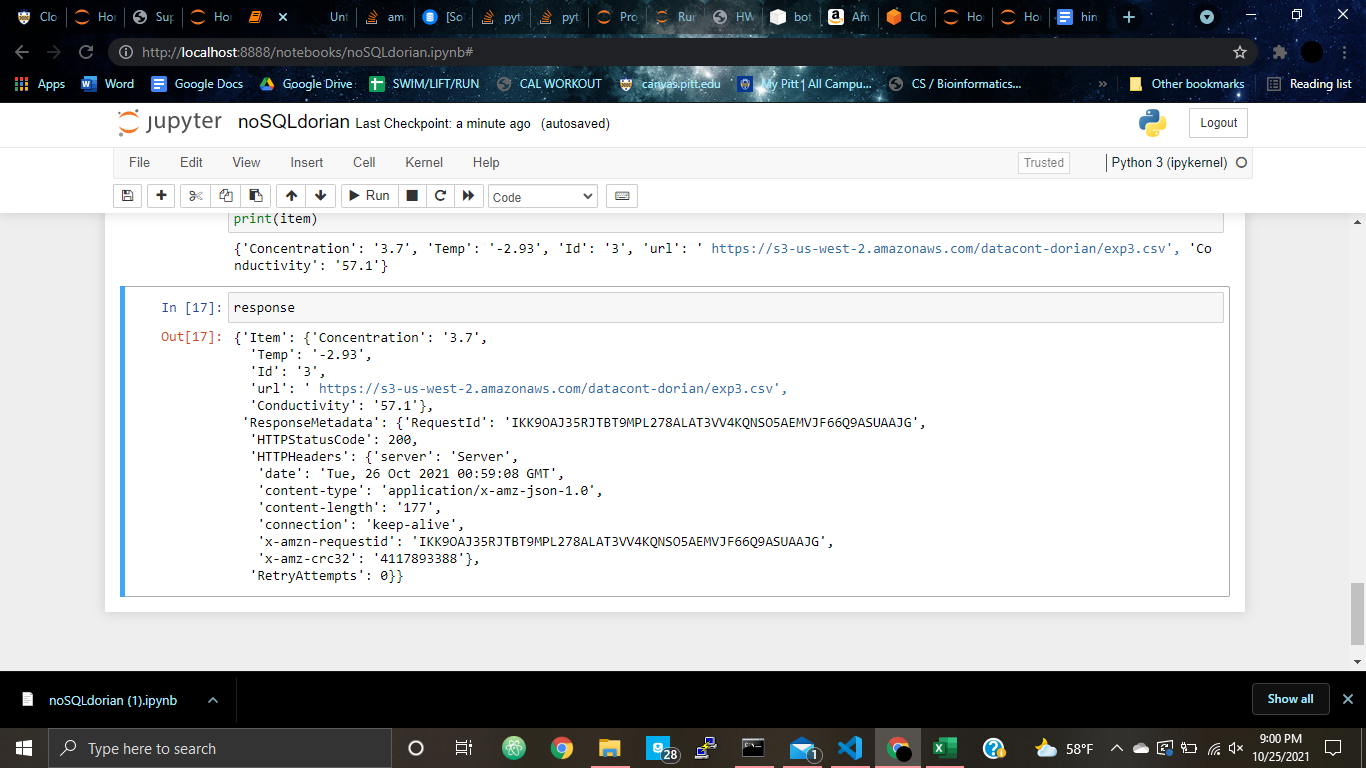 Clo
Hor
Sup
Hor
Unt
am
[So
pyt
pyt
Pro
Rur
HW
bot
Am
Clo
Hor
Hor
hin
http://localhost:8888/notebooks/noSQLdorian.ipynb#
Apps
Word
Google Docs
Google Drive
SWIM/LIFT/RUN
CAL WORKOUT
canvas.pitt.edu
My Pitt | All Campu...
CS / Bioinformatics...
»
Other bookmarks
Reading list
jupyter noSQLdorian Last Checkpoint: a minute ago (autosaved)
Logout
File Edit View Insert Cell Kernel Help
Trusted
Python 3 (ipykernel)
Run
Code
print(item)
{'Concentration': '3.7', 'Temp': '-2.93', 'Id': '3', 'url': ' https://s3-us-west-2.amazonaws.com/datacont-dorian/exp3.csv', 'Co
nductivity': '57.1'}
In [17]: response
Out[17]: {'Item': {'Concentration': '3.7',
'Temp': '-2.93',
'Id': '3',
'url': ' https://s3-us-west-2.amazonaws.com/datacont-dorian/exp3.csv',
'Conductivity': '57.1'},
'ResponseMetadata': {'RequestId': 'IKK9OAJ35RJTBT9MPL278ALAT3VV4KQNSO5AEMVJF66Q9ASUAAJG',
'HTTPStatusCode': 200,
'HTTPHeaders': {'server': 'Server',
'date': 'Tue, 26 Oct 2021 00:59:08 GMT',
'content-type': 'application/x-amz-json-1.0',
'content-length': '177',
'connection': 'keep-alive',
'x-amzn-requestid': 'IKK9OAJ35RJTBT9MPL278ALAT3VV4KQNSO5AEMVJF66Q9ASUAAJG',
'x-amz-crc32': '4117893388'},
'RetryAttempts': 0}}
noSQLdorian (1).ipynb
Show all
Type here to search
28
1
58°F
9:00 PM
10/25/2021